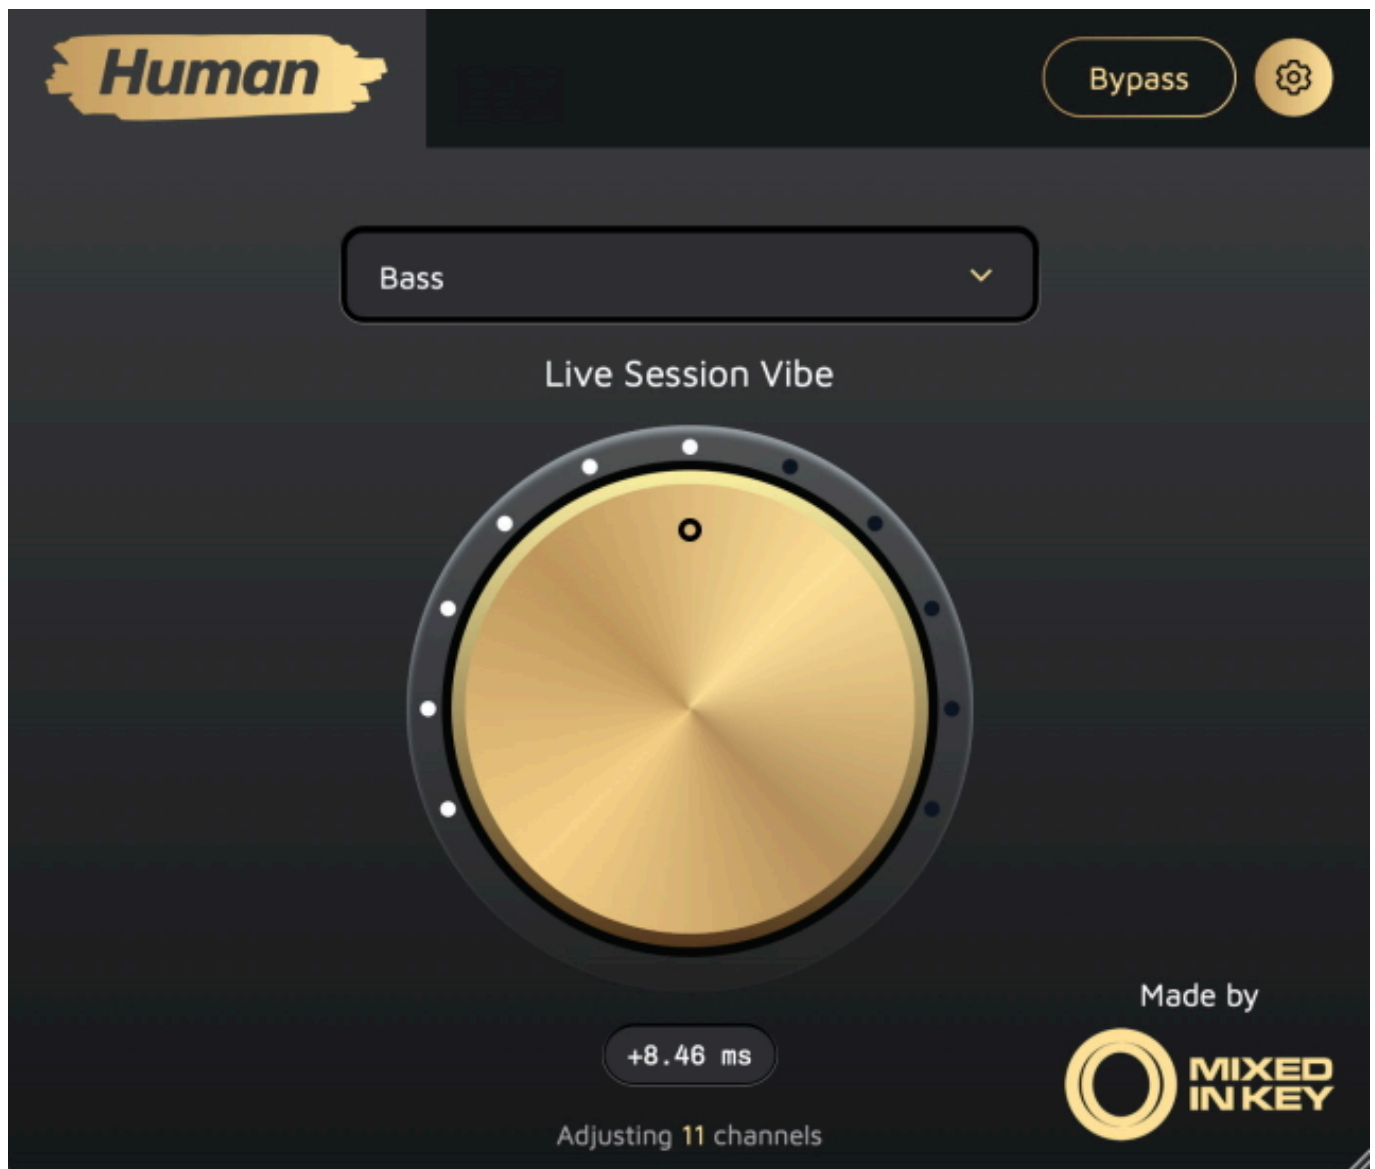 Human
Bypass
Bass
Live Session Vibe
+8.46 ms
Adjusting 11 channels
Made by
MIXED
IN KEY